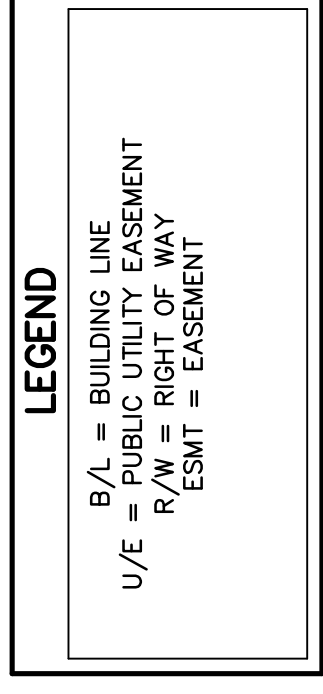 LEGEND
B/L = BUILDING LINE
U/E = PUBLIC UTILITY EASEMENT
R/W = RIGHT OF WAY
ESMT = EASEMENT